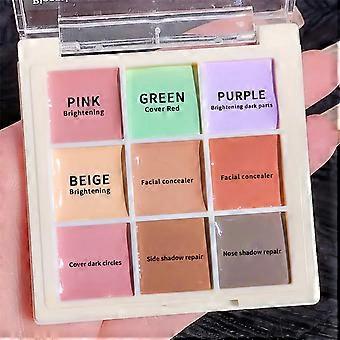 PINK
Brightening
GREEN
Cover Red
PURPLE
Brightening dark parts
BEIGE
Brightening
Facial concealer
Facial concealer
Cover dark circles
Side shadow repair
Nose shadow repair